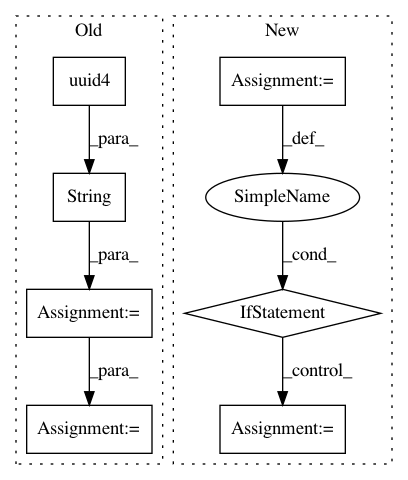 Old
New
uuid4
Assignment:=
_para_
_def_
String
SimpleName
_para_
_cond_
Assignment:=
IfStatement
_para_
_control_
Assignment:=
Assignment:=